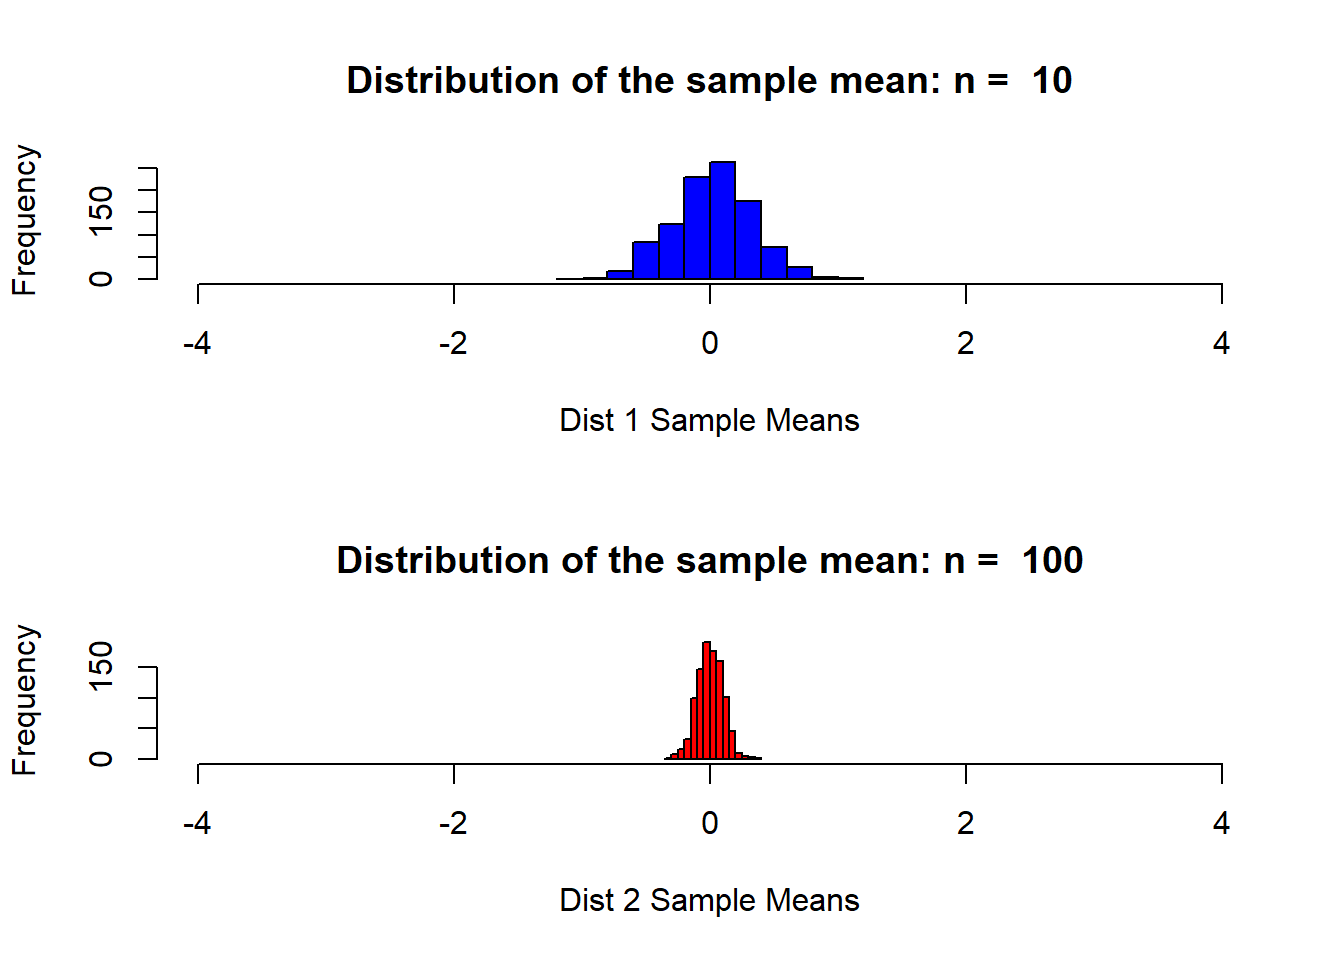 Distribution of the sample mean: n =  10
Frequency
150
0
-4 -2 0 2 4
Dist 1 Sample Means
Distribution of the sample mean: n =  100
Frequency
150
0
-4 -2 0 2 4
Dist 2 Sample Means